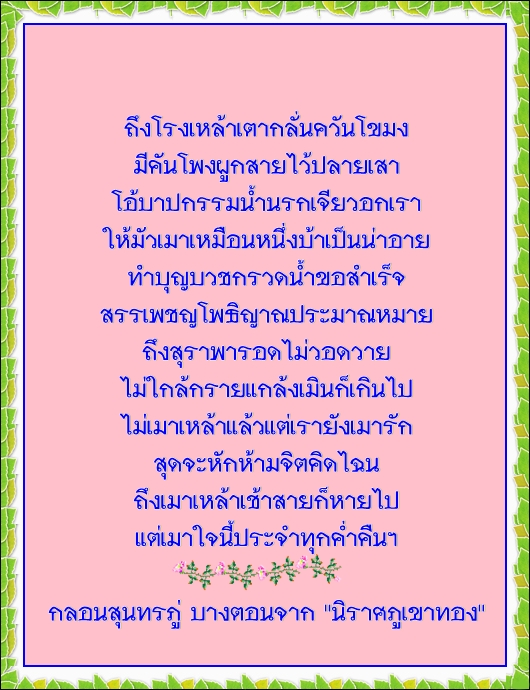 ถึงโรงเหล้าเตากลั่นควันโขมง
มีคันโพงผูกสายไว้ปลายเสา
โอ้บาปกรรมน้ำนรกเจียวอกเรา
ให้มัวเมาเหมือนหนึ่งบ้าเป็นน่าอาย
ทำบุญบวชกรวดน้ำขอสำเร็จ
สรรเพชญโพธิญาณประมาณหมาย
ถึงสุราพารอดไม่วอดวาย
ไม่ใกล้กรายแกล้งเมินก็เกินไป
ไม่เมาเหล้าแล้วแต่เรายังเมารัก
สุดจะหักห้ามจิตคิดไฉน
ถึงเมาเหล้าเช้าสายก็หายไป
แต่เมาใจนี้ประจำทุกค่ำคืนฯ
กลอนสุนทรภู่ บางตอนจาก "นิราศภูเขาทอง"